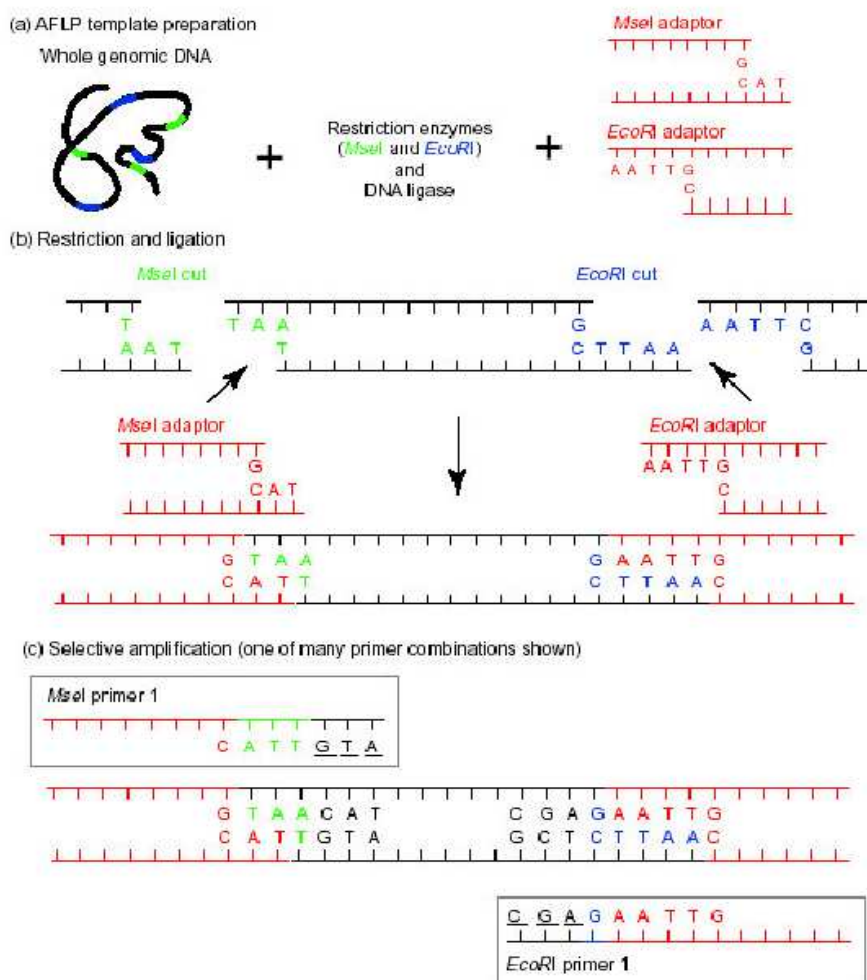 (a) AFLP template preparation
Whole genomic DNA
+
Restriction enzymes
(MseI and EcoRI)
and
DNA ligase
+
MseI adaptor
G
C A T
EcoRI adaptor
A A T T G
C
(b) Restriction and ligation
MseI cut
EcoRI cut
T T A A G A A T T C
A A T T C T T A A G
MseI adaptor
EcoRI adaptor
G A A T T G
C A T C
G T A A G A A T T G
C A T T C T T A A C
(c) Selective amplification (one of many primer combinations shown)
MseI primer 1
C A T T G T A
G T A A C A T C G A G A A T T G
C A T T G T A G C T C T T A A C
C G A G A A T T G
EcoRI primer 1